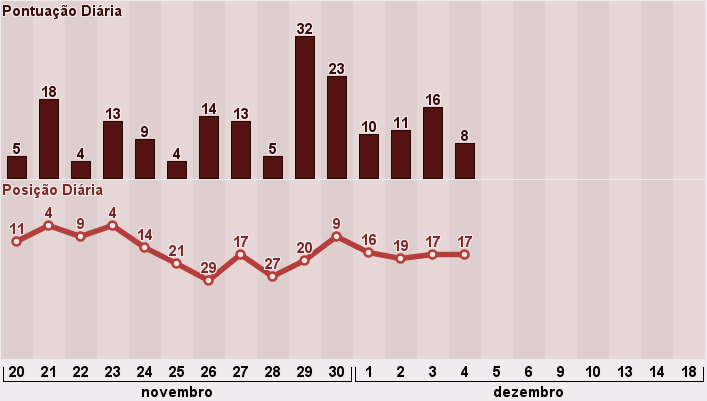 Pontuação Diária
5 18 4 13 9 4 14 13 5 32 23 10 11 16 8
Posição Diária
11 4 9 4 14 21 29 17 27 20 9 16 19 17 17
20 21 22 23 24 25 26 27 28 29 30 1 2 3 4 5 6 9 10 13 14 18
novembro dezembro